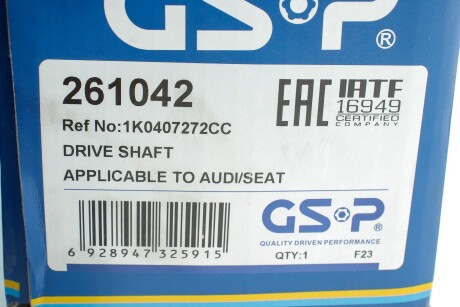 GSP®
261042
Ref No:1K0407272CC
DRIVE SHAFT
APPLICABLE TO AUDI/SEAT
EAC
IATF
16949
CERTIFIED
COMPANY
6 928947 325915
GSP®
QUALITY DRIVEN PERFORMANCE
QTY:1 F23